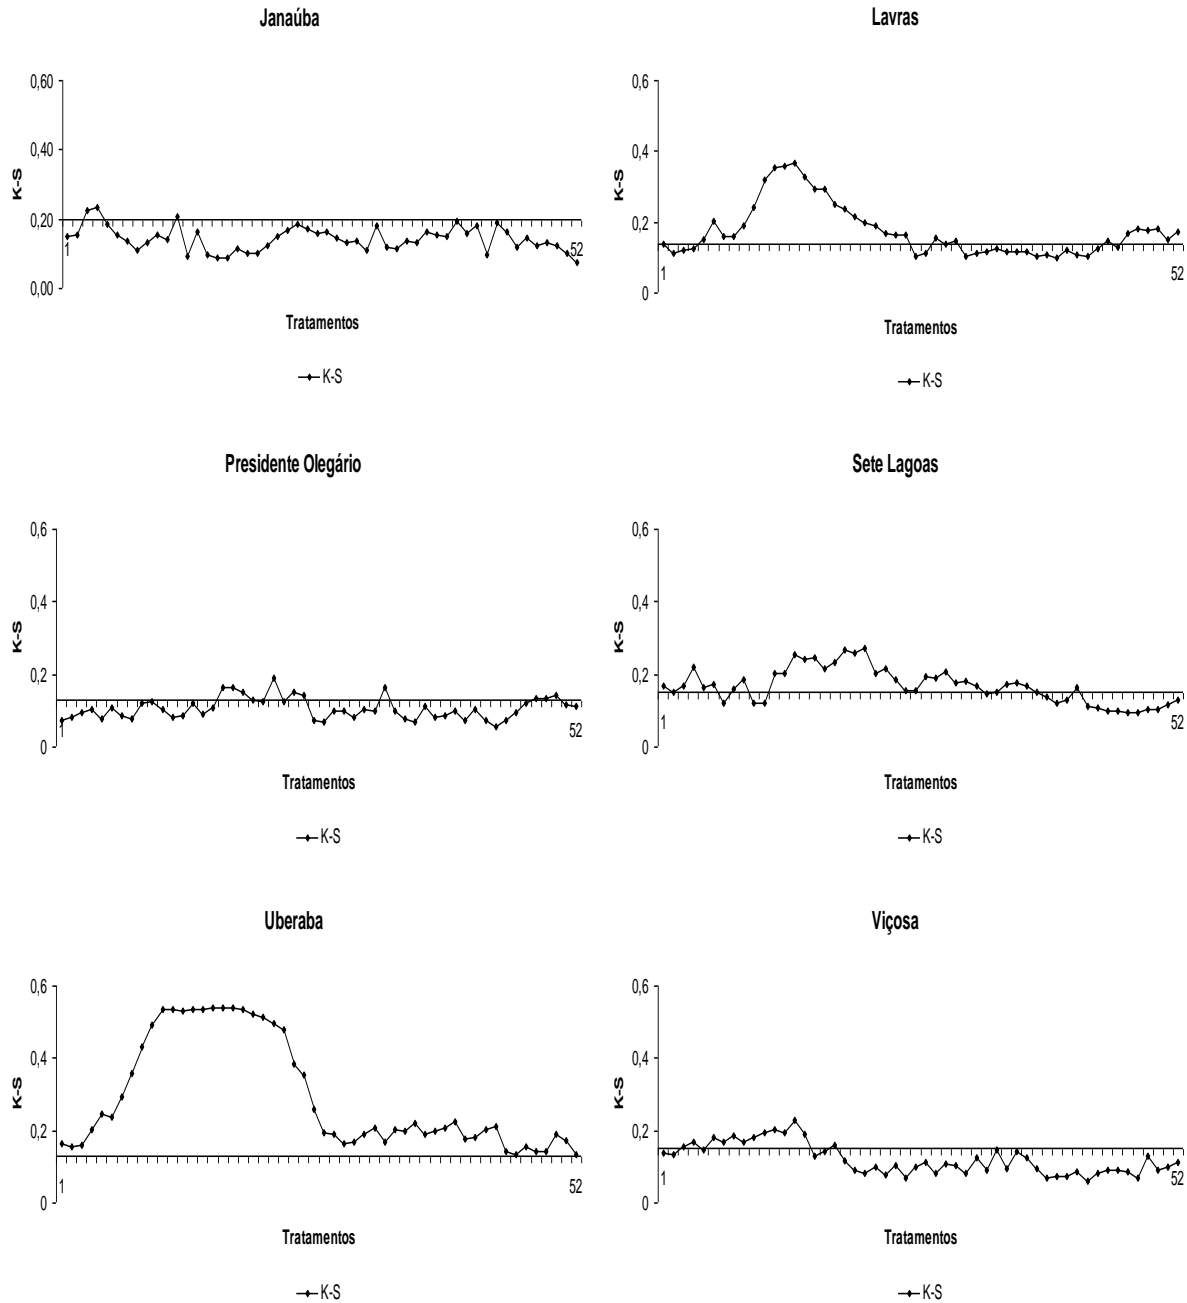 Janaúba
0,60
0,40
0,20
0,00
K-S
1
52
Tratamentos
K-S
Lavras
0,6
0,4
0,2
0
K-S
1
52
Tratamentos
K-S
Presidente Olegário
0,6
0,4
0,2
0
K-S
1
52
Tratamentos
K-S
Sete Lagoas
0,6
0,4
0,2
0
K-S
1
52
Tratamentos
K-S
Uberaba
0,6
0,4
0,2
0
K-S
1
52
Tratamentos
K-S
Viçosa
0,6
0,4
0,2
0
K-S
1
52
Tratamentos
K-S